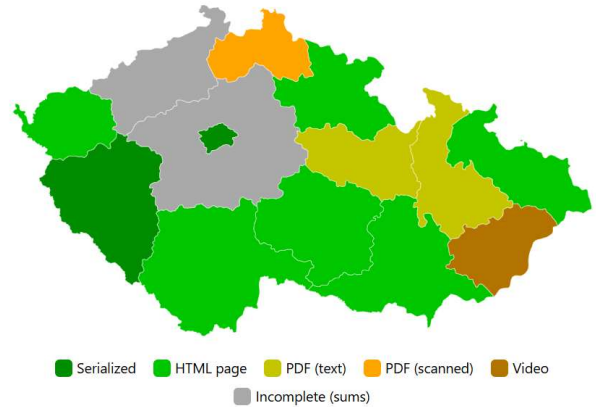 Serialized HTML page PDF (text) PDF (scanned) Video
Incomplete (sums)